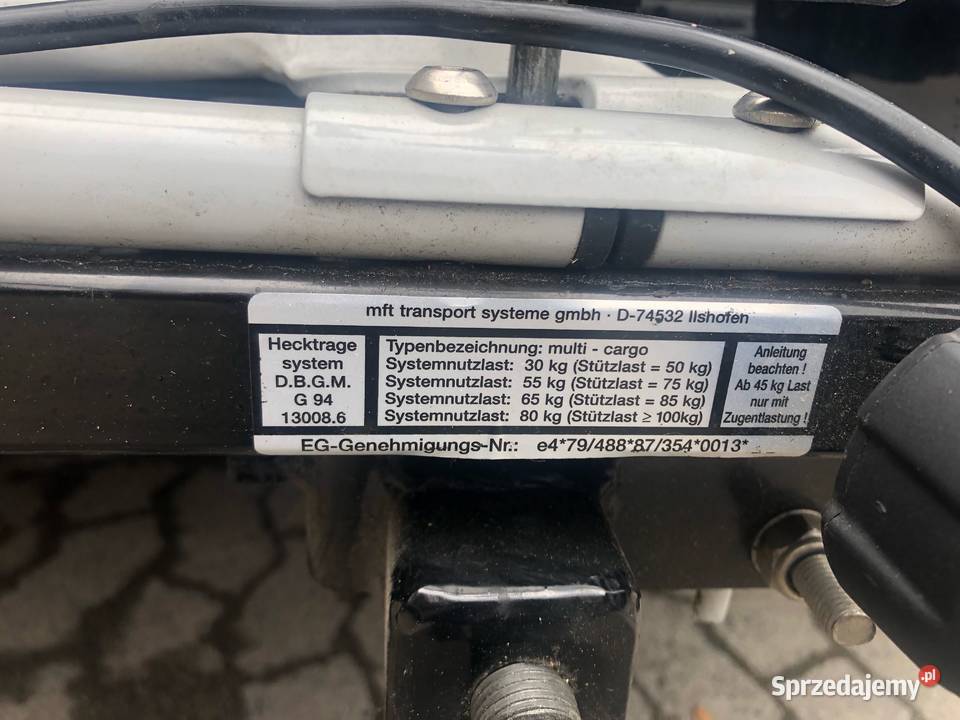 mft transport systeme gmbh · D-74532 Ilshofen
Hecktrage
system
D.B.G.M.
G 94
13008.6
Typenbezeichnung: multi - cargo
Systemnutzlast: 30 kg (Stützlast = 50 kg)
Systemnutzlast: 55 kg (Stützlast = 75 kg)
Systemnutzlast: 65 kg (Stützlast = 85 kg)
Systemnutzlast: 80 kg (Stützlast ≥ 100kg)
Anleitung
beachten !
Ab 45 kg Last
nur mit
Zugentlastung !
EG-Genehmigungs-Nr.: e4*79/488*87/354*0013*
Sprzedajemy.pl